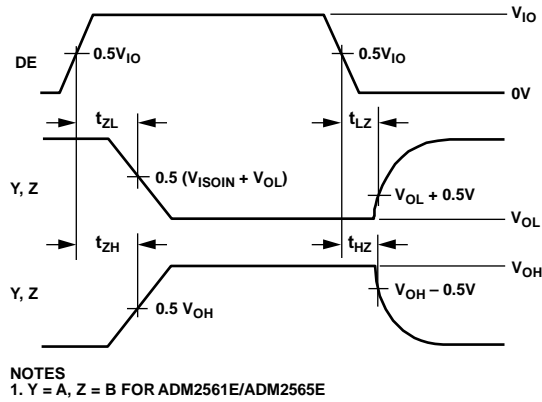 V_IO
DE
0.5V_IO
0.5V_IO
0V
t_ZL
t_LZ
Y, Z
0.5 (V_ISOIN + V_OL)
V_OL + 0.5V
V_OL
t_ZH
t_HZ
V_OH
Y, Z
0.5 V_OH
V_OH – 0.5V
NOTES
1. Y = A, Z = B FOR ADM2561E/ADM2565E